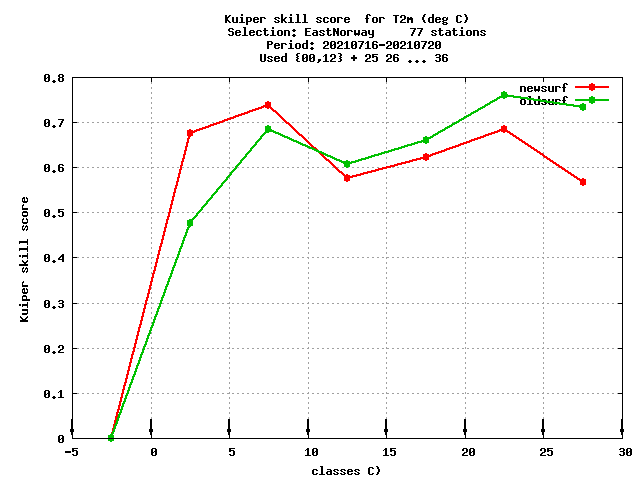 Kuiper skill score  for T2m (deg C)
Selection: EastNorway     77 stations
Period: 20210716-20210720
Used {00,12} + 25 26 ... 36
newsurf
oldsurf
Kuiper skill score
0.8
0.7
0.6
0.5
0.4
0.3
0.2
0.1
0
-5 0 5 10 15 20 25 30
classes C)